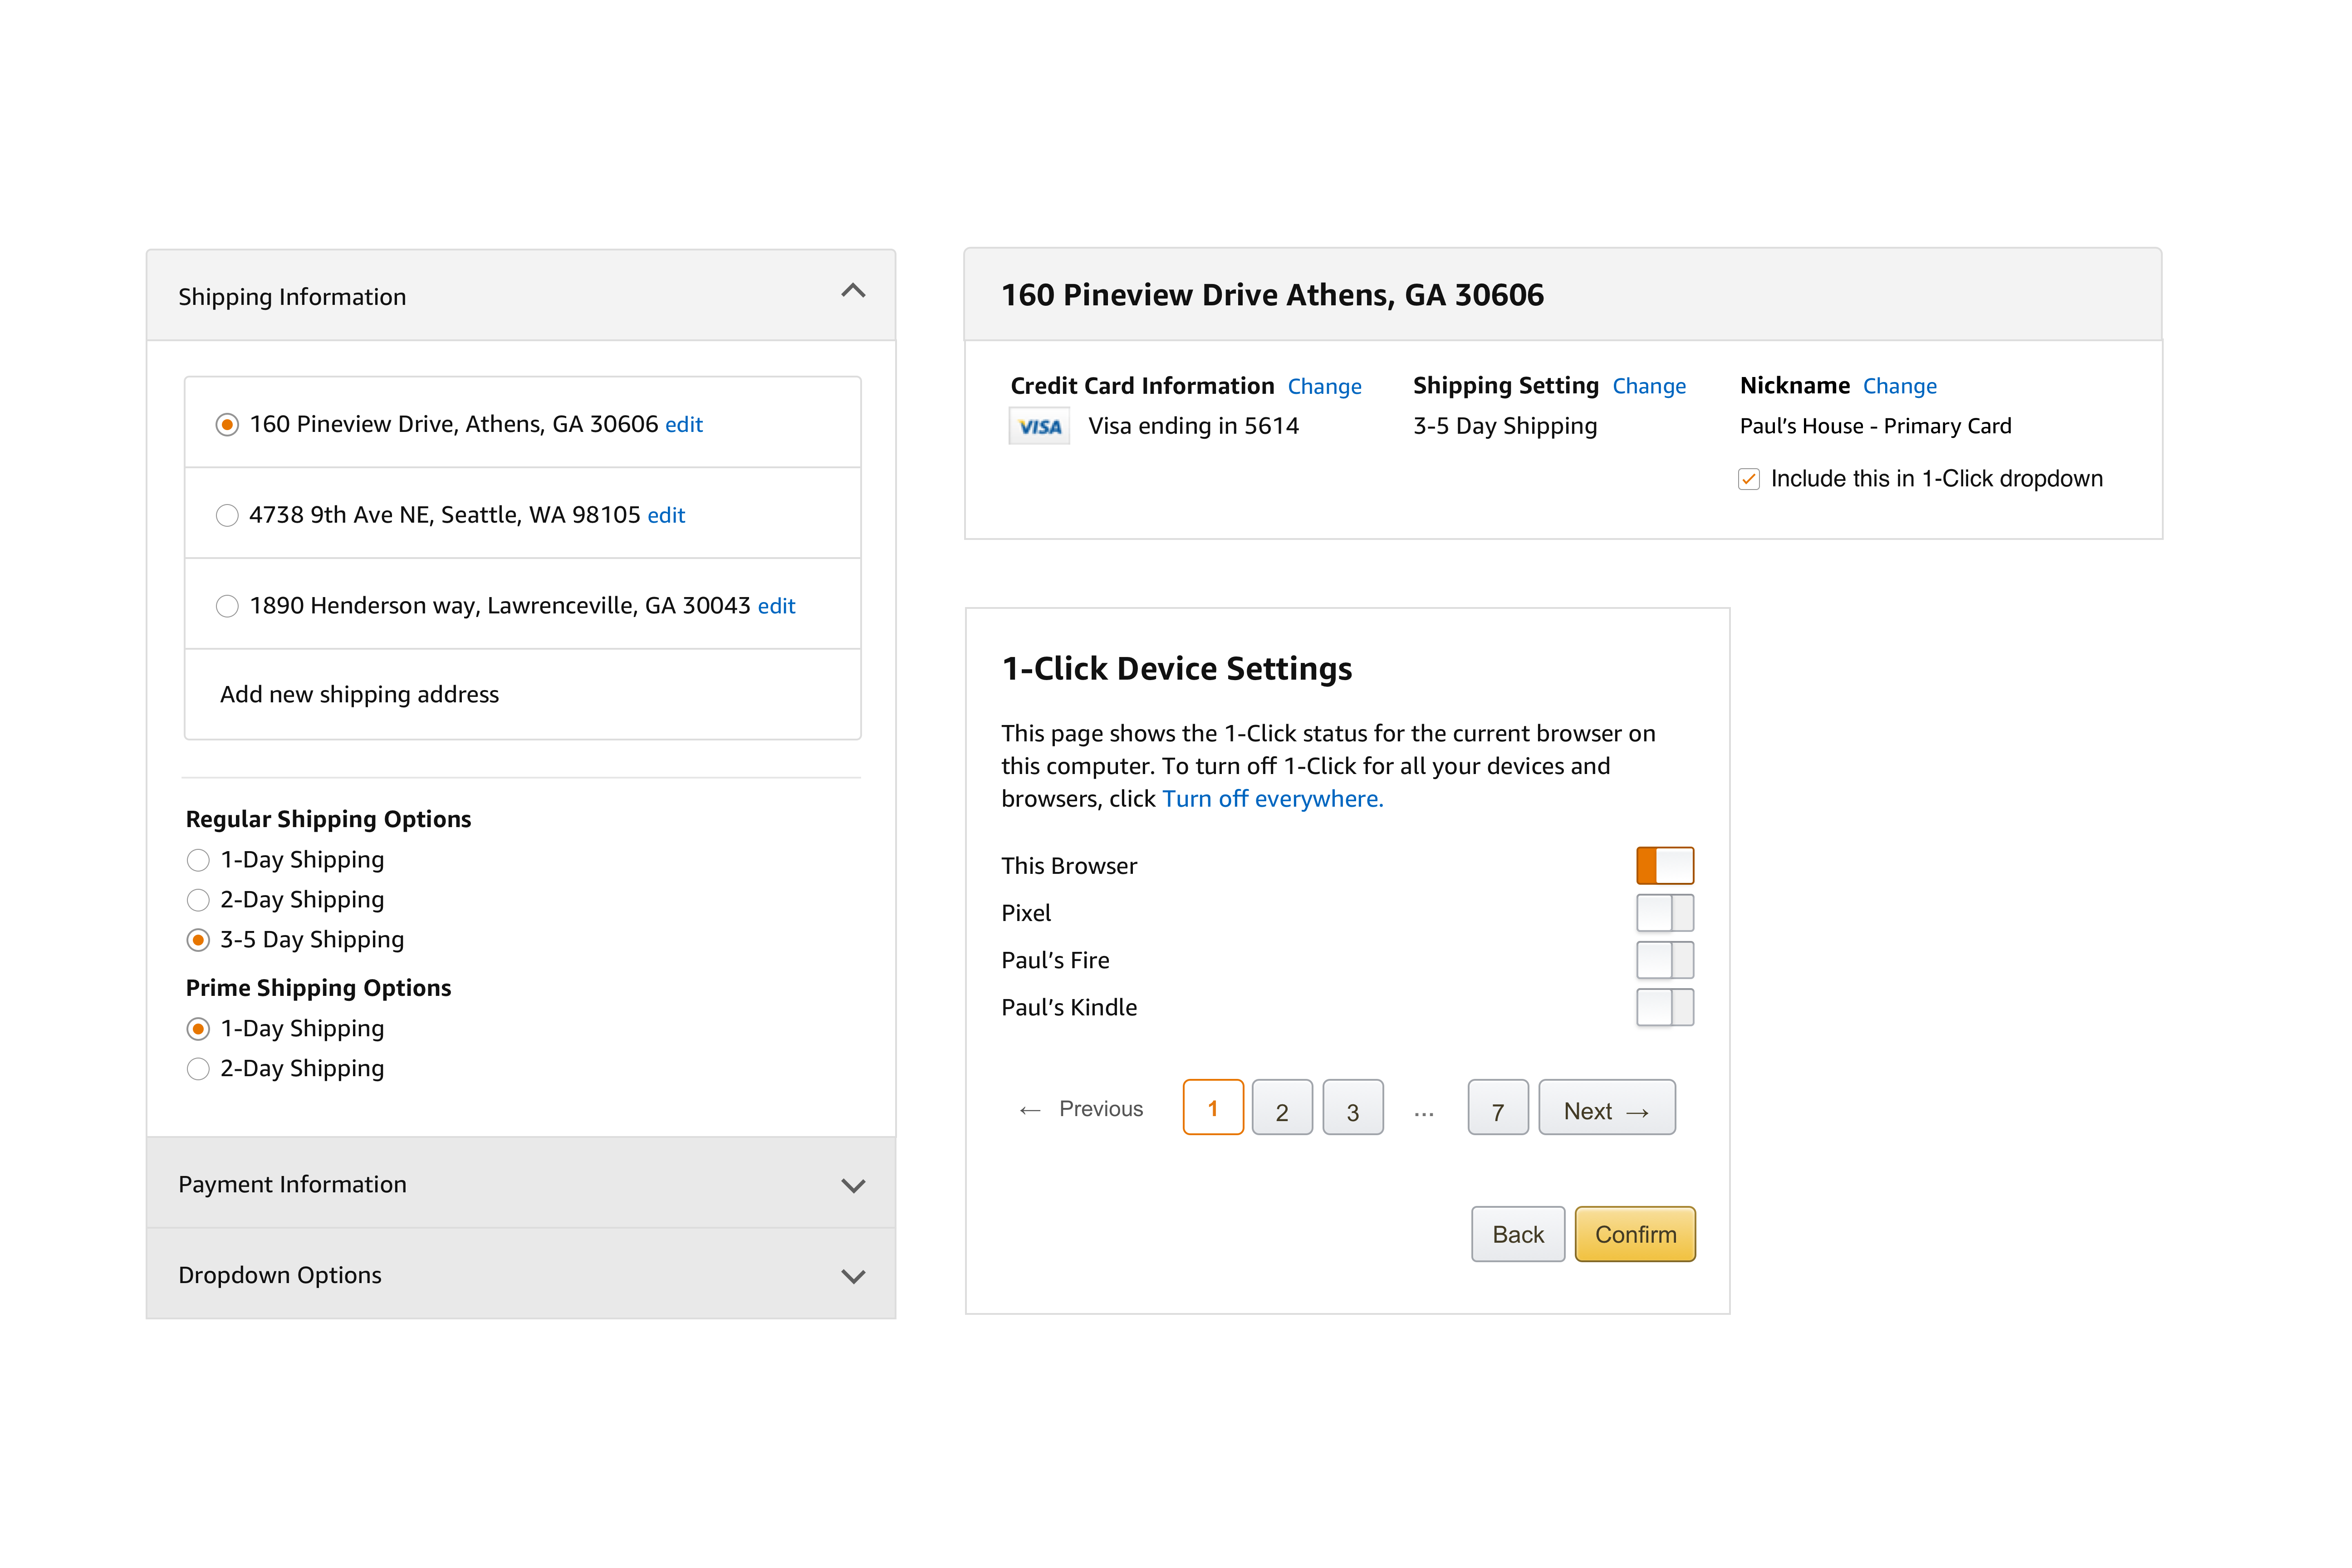 Shipping Information
160 Pineview Drive, Athens, GA 30606 edit
4738 9th Ave NE, Seattle, WA 98105 edit
1890 Henderson way, Lawrenceville, GA 30043 edit
Add new shipping address
Regular Shipping Options
1-Day Shipping
2-Day Shipping
3-5 Day Shipping
Prime Shipping Options
1-Day Shipping
2-Day Shipping
Payment Information
Dropdown Options
160 Pineview Drive Athens, GA 30606
Credit Card Information Change
VISA Visa ending in 5614
Shipping Setting Change
3-5 Day Shipping
Nickname Change
Paul’s House - Primary Card
Include this in 1-Click dropdown
1-Click Device Settings
This page shows the 1-Click status for the current browser on
this computer. To turn off 1-Click for all your devices and
browsers, click Turn off everywhere.
This Browser
Pixel
Paul’s Fire
Paul’s Kindle
← Previous 1 2 3 ... 7 Next →
Back Confirm